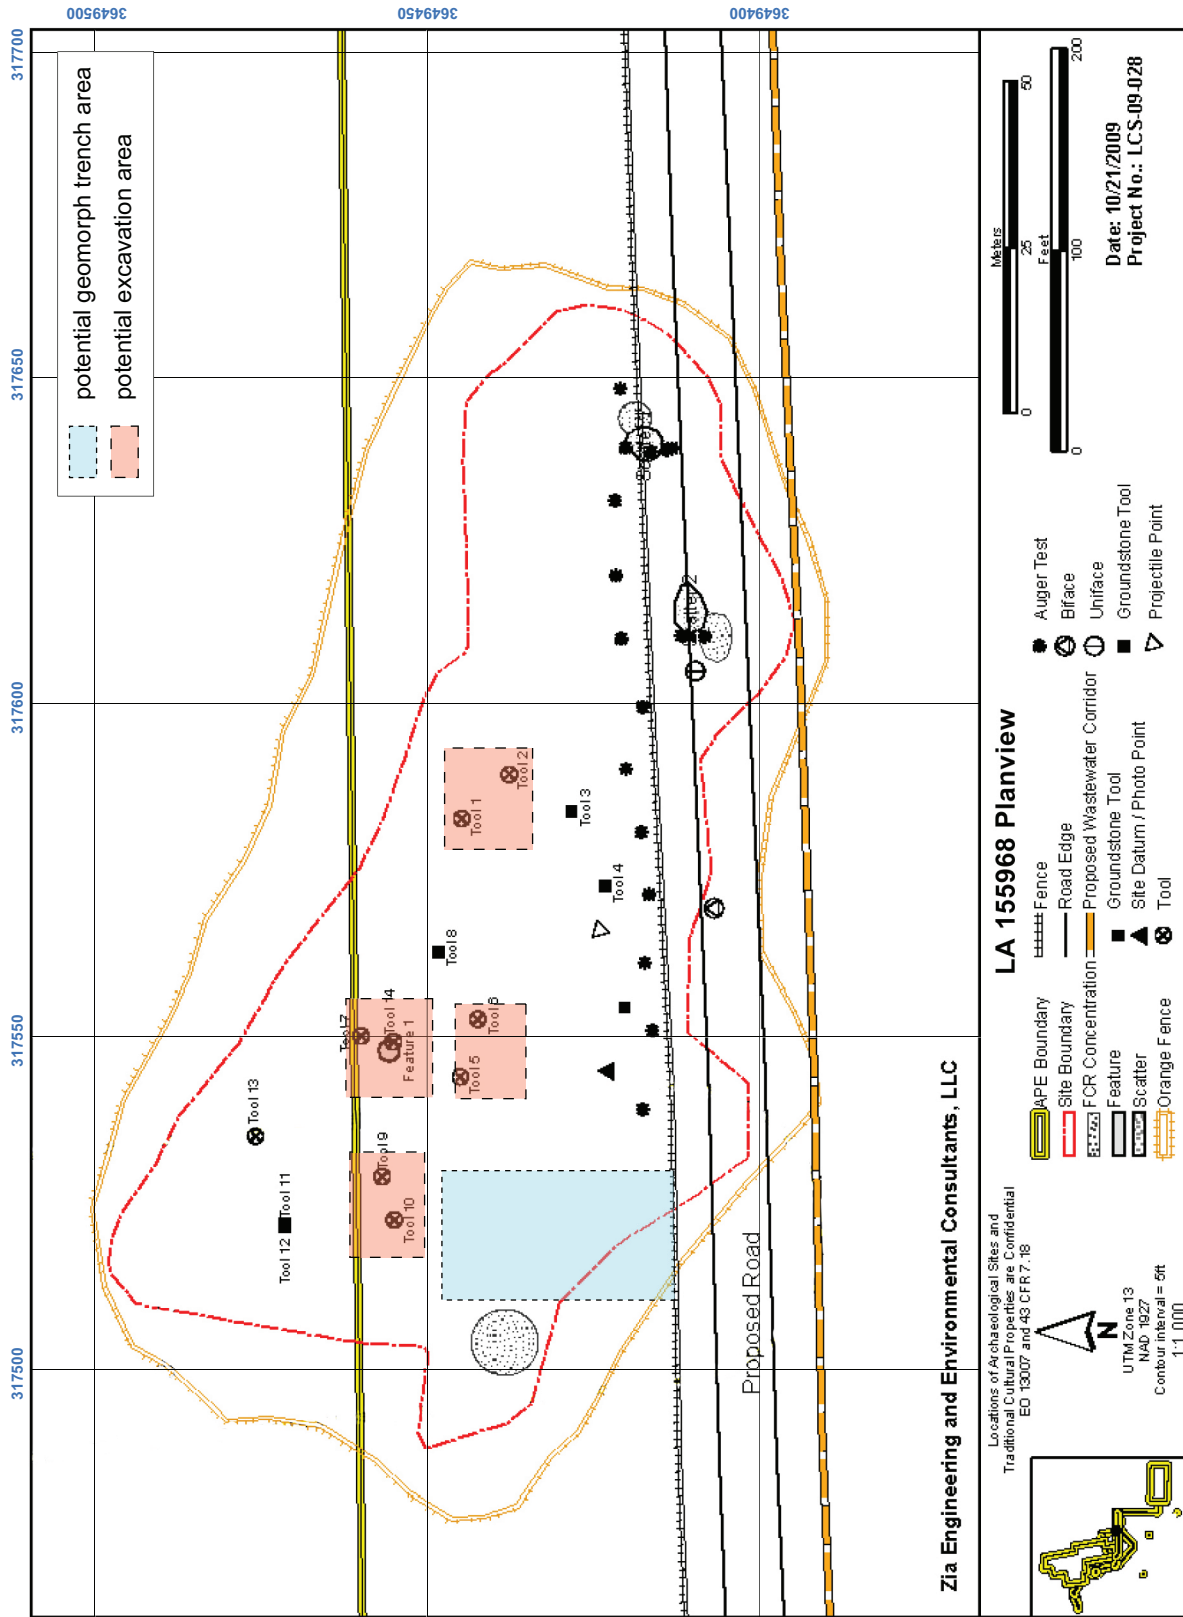 3649500
3649450
3649400
317700
317650
317600
317550
317500
potential geomorph trench area
potential excavation area
Tool 13
Tool 11
Tool 12
Tool 7
Tool 14
Feature 1
Tool 9
Tool 10
Tool 8
Tool 5
Tool 6
Tool 1
Tool 2
Tool 3
Tool 4
Proposed Road
Zia Engineering and Environmental Consultants, LLC
LA 155968 Planview
Locations of Archaeological Sites and
Traditional Cultural Properties are Confidential
EO 13007 and 43 CFR 7.18
N
UTM Zone 13
NAD 1927
Contour interval = 5ft
1:1,000
APE Boundary
Site Boundary
FCR Concentration
Feature
Scatter
Orange Fence
Fence
Road Edge
Proposed Wastewater Corridor
Groundstone Tool
Site Datum / Photo Point
Tool
Auger Test
Biface
Uniface
Groundstone Tool
Projectile Point
Meters
0 25 50
Feet
0 100 200
Date: 10/21/2009
Project No.: LCS-09-028